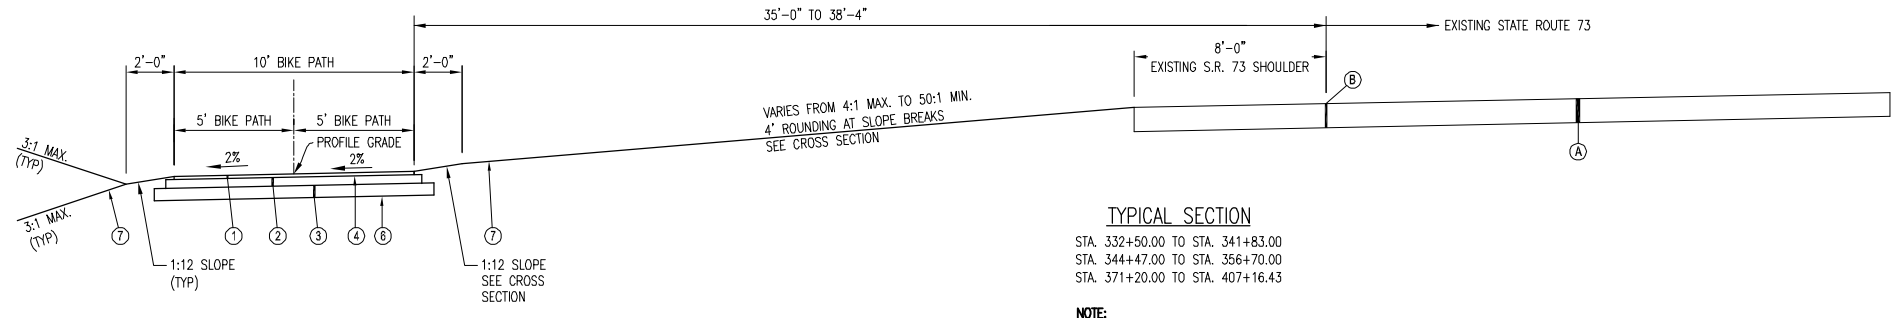 35'-0" TO 38'-4"
EXISTING STATE ROUTE 73
8'-0"
EXISTING S.R. 73 SHOULDER
2'-0"
10' BIKE PATH
2'-0"
B
VARIES FROM 4:1 MAX. TO 50:1 MIN.
4' ROUNDING AT SLOPE BREAKS
SEE CROSS SECTION
5' BIKE PATH
5' BIKE PATH
PROFILE GRADE
3:1 MAX.
(TYP)
2%
2%
A
3:1 MAX.
(TYP)
7
1
2
3
4
6
7
1:12 SLOPE
(TYP)
1:12 SLOPE
SEE CROSS
SECTION
TYPICAL SECTION
STA. 332+50.00 TO STA. 341+83.00
STA. 344+47.00 TO STA. 356+70.00
STA. 371+20.00 TO STA. 407+16.43
NOTE: